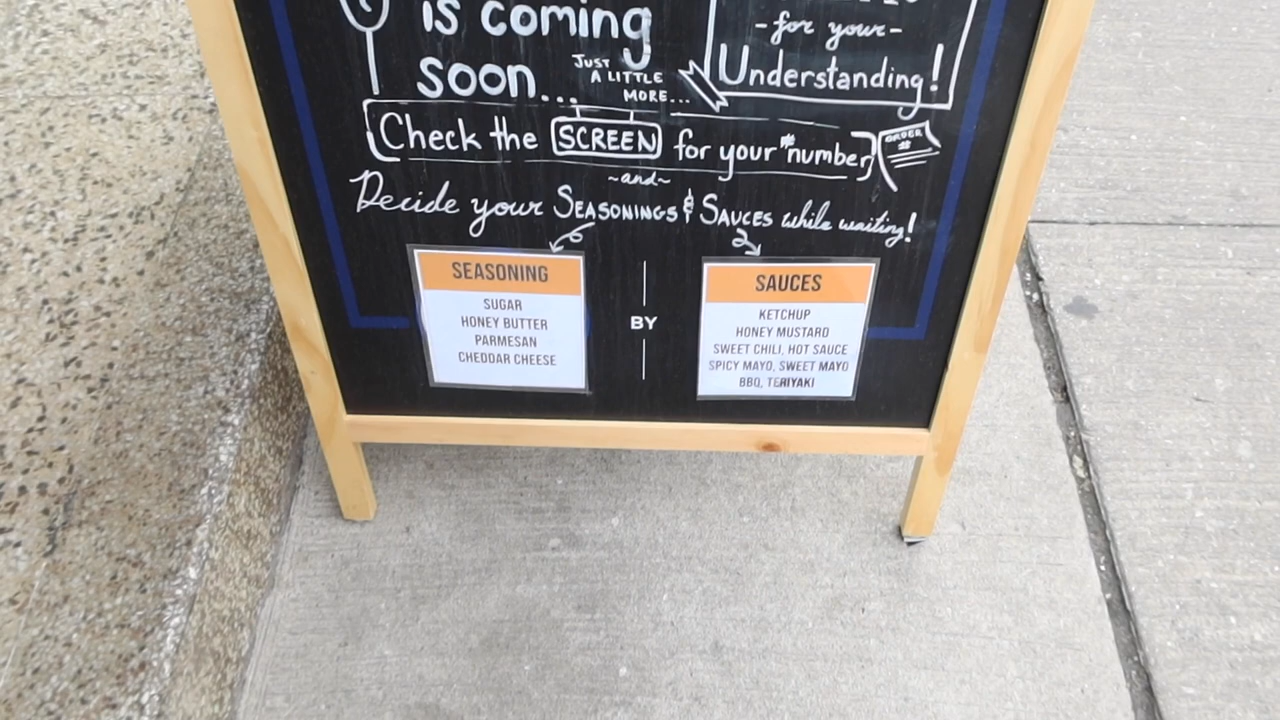 is coming
soon...
JUST
A LITTLE
MORE...
-for your-
Understanding!
Check the SCREEN for your "number
ORDER
#
~and~
Decide your SEASONINGS & SAUCES while waiting!
SEASONING
SUGAR
HONEY BUTTER
PARMESAN
CHEDDAR CHEESE
BY
SAUCES
KETCHUP
HONEY MUSTARD
SWEET CHILI, HOT SAUCE
SPICY MAYO, SWEET MAYO
BBQ, TERIYAKI